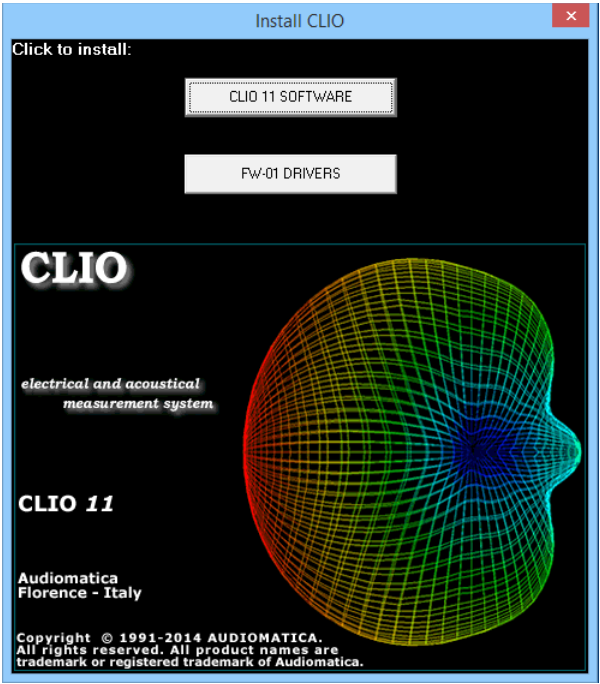 Install CLIO
Click to install:
CLIO 11 SOFTWARE
FW-01 DRIVERS
CLIO
electrical and acoustical
measurement system
CLIO 11
Audiomatica
Florence - Italy
Copyright © 1991-2014 AUDIOMATICA.
All rights reserved. All product names are
trademark or registered trademark of Audiomatica.